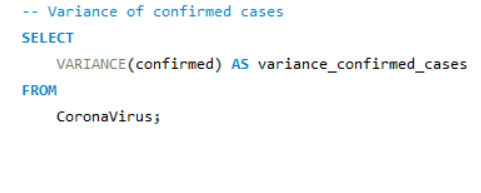 -- Variance of confirmed cases
SELECT
    VARIANCE(confirmed) AS variance_confirmed_cases
FROM
    CoronaVirus;